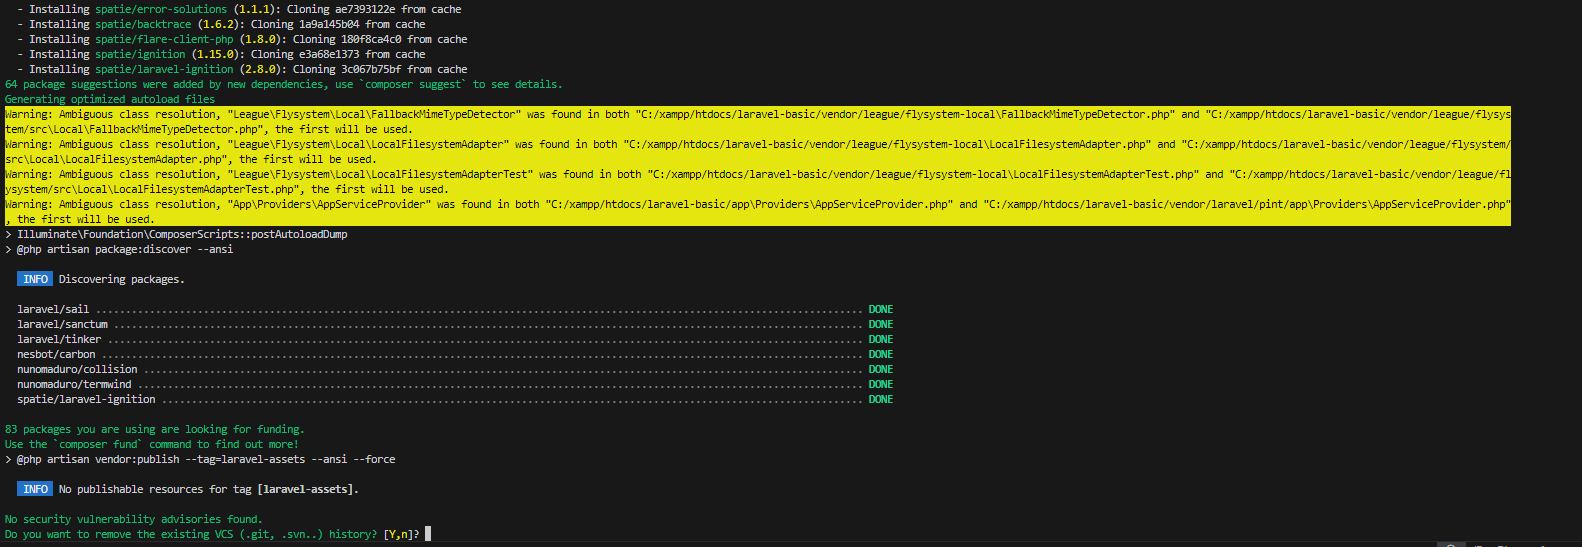 - Installing spatie/error-solutions (1.1.1): Cloning ae7393122e from cache
- Installing spatie/backtrace (1.6.2): Cloning 1a9a145b04 from cache
- Installing spatie/flare-client-php (1.8.0): Cloning 180f8ca4c0 from cache
- Installing spatie/ignition (1.15.0): Cloning e3a68e1373 from cache
- Installing spatie/laravel-ignition (2.8.0): Cloning 3c067b75bf from cache
64 package suggestions were added by new dependencies, use `composer suggest` to see details.
Generating optimized autoload files
Warning: Ambiguous class resolution, "League\Flysystem\Local\FallbackMimeTypeDetector" was found in both "C:/xampp/htdocs/laravel-basic/vendor/league/flysystem-local\FallbackMimeTypeDetector.php" and "C:/xampp/htdocs/laravel-basic/vendor/league/flysys
tem/src\Local\FallbackMimeTypeDetector.php", the first will be used.
Warning: Ambiguous class resolution, "League\Flysystem\Local\LocalFilesystemAdapter" was found in both "C:/xampp/htdocs/laravel-basic/vendor/league/flysystem-local\LocalFilesystemAdapter.php" and "C:/xampp/htdocs/laravel-basic/vendor/league/flysystem/
src\Local\LocalFilesystemAdapter.php", the first will be used.
Warning: Ambiguous class resolution, "League\Flysystem\Local\LocalFilesystemAdapterTest" was found in both "C:/xampp/htdocs/laravel-basic/vendor/league/flysystem-local\LocalFilesystemAdapterTest.php" and "C:/xampp/htdocs/laravel-basic/vendor/league/fl
ysystem/src\Local\LocalFilesystemAdapterTest.php", the first will be used.
Warning: Ambiguous class resolution, "App\Providers\AppServiceProvider" was found in both "C:/xampp/htdocs/laravel-basic/app\Providers\AppServiceProvider.php" and "C:/xampp/htdocs/laravel-basic/vendor/laravel/pint/app\Providers\AppServiceProvider.php"
, the first will be used.
> Illuminate\Foundation\ComposerScripts::postAutoloadDump
> @php artisan package:discover --ansi
INFO Discovering packages.
laravel/sail ........ DONE
laravel/sanctum ........ DONE
laravel/tinker ........ DONE
nesbot/carbon ........ DONE
nunomaduro/collision ........ DONE
nunomaduro/termwind ........ DONE
spatie/laravel-ignition ........ DONE
83 packages you are using are looking for funding.
Use the `composer fund` command to find out more!
> @php artisan vendor:publish --tag=laravel-assets --ansi --force
INFO No publishable resources for tag [laravel-assets].
No security vulnerability advisories found.
Do you want to remove the existing VCS (.git, .svn..) history? [Y,n]?